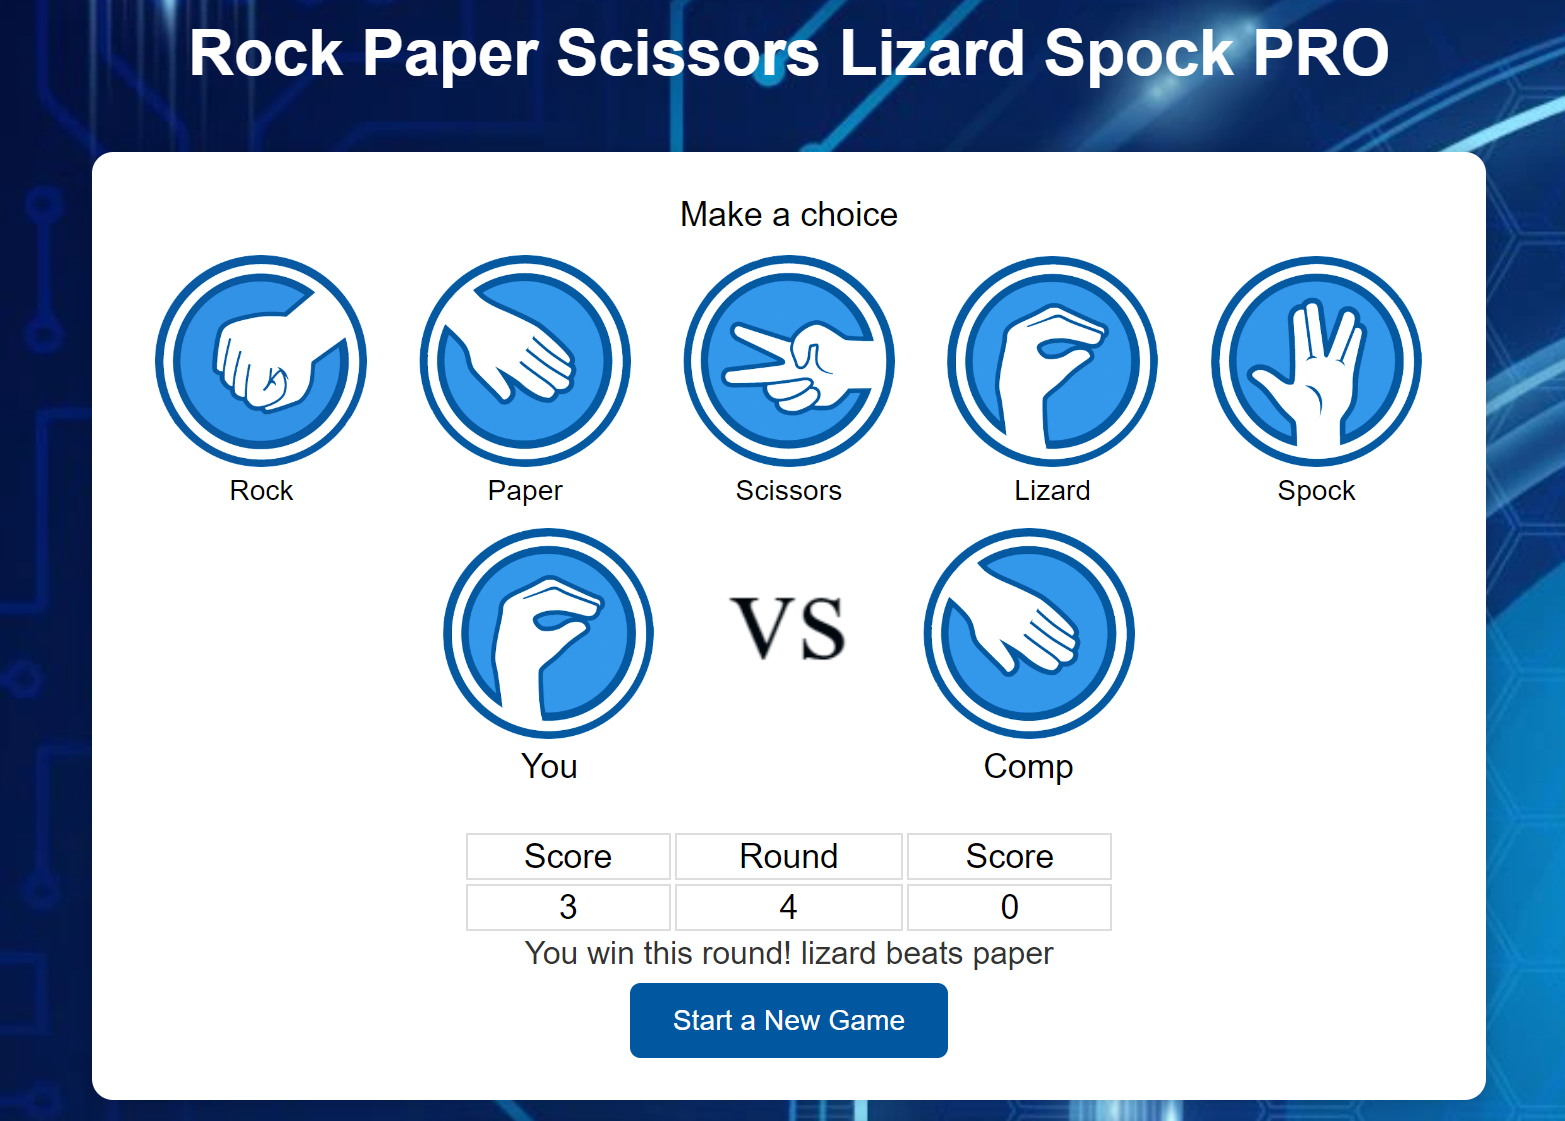 Rock Paper Scissors Lizard Spock PRO
Make a choice
Rock Paper Scissors Lizard Spock
VS
You Comp
Score Round Score
3 4 0
You win this round! lizard beats paper
Start a New Game